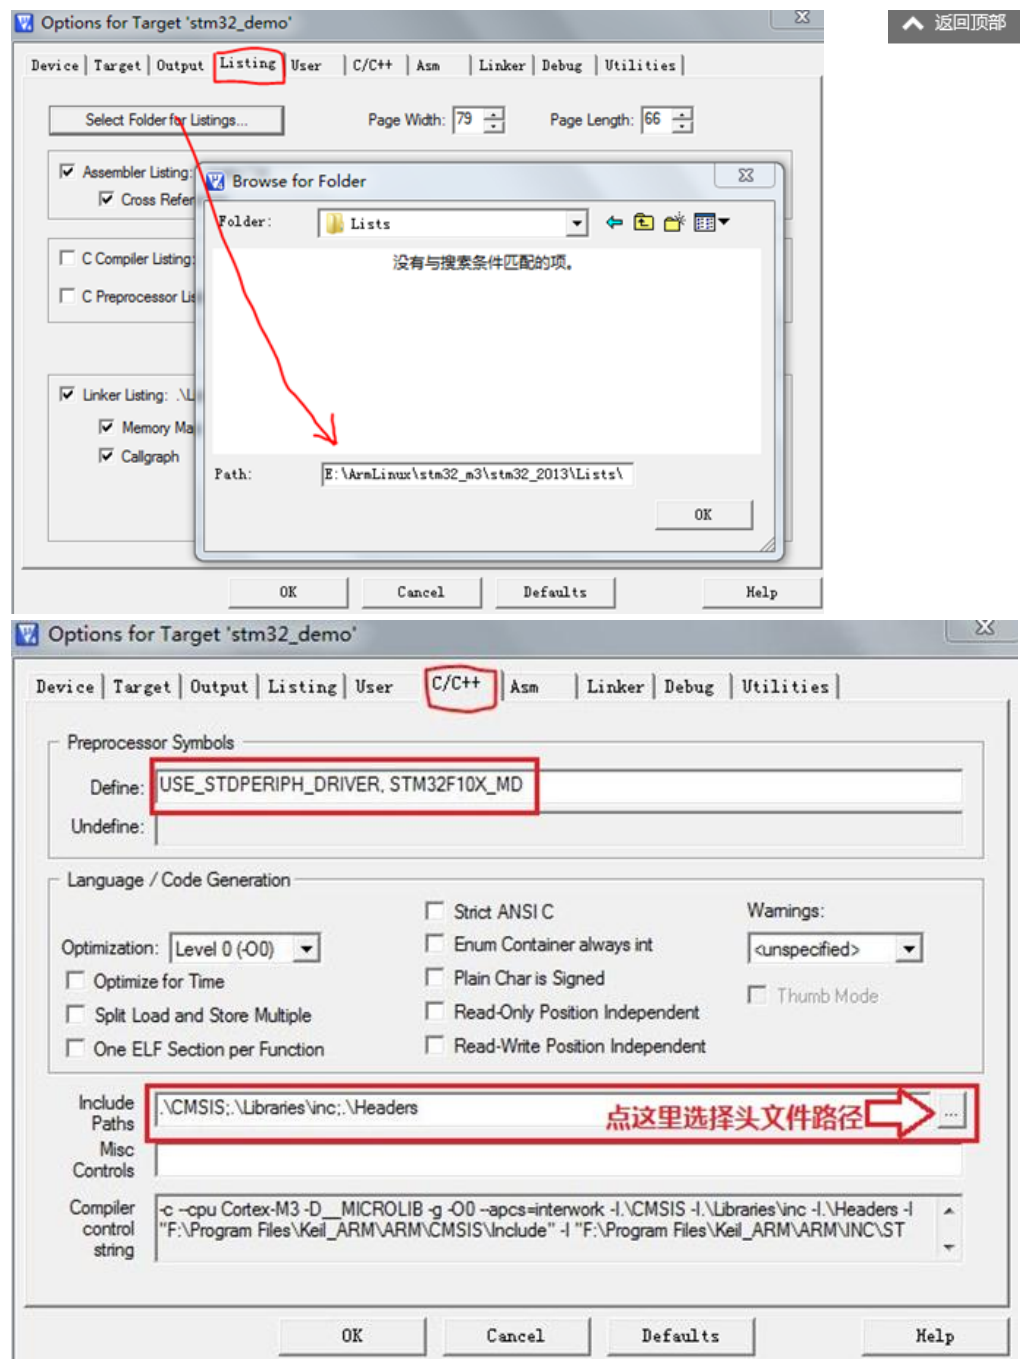 Options for Target 'stm32_demo'
返回顶部
Device Target Output Listing User C/C++ Asm Linker Debug Utilities
Select Folder for Listings... Page Width: 79 Page Length: 66
Assembler Listing:
Browse for Folder
Cross Refer
Folder: Lists
C Compiler Listing:
没有与搜索条件匹配的项。
C Preprocessor Lis
Linker Listing: .\L
Memory Ma
Callgraph
Path: E:\ArmLinux\stm32_m3\stm32_2013\Lists\
OK
OK Cancel Defaults Help
Options for Target 'stm32_demo'
Device Target Output Listing User C/C++ Asm Linker Debug Utilities
Preprocessor Symbols
Define: USE_STDPERIPH_DRIVER, STM32F10X_MD
Undefine:
Language / Code Generation
Strict ANSI C Warnings:
Optimization: Level 0 (-O0) Enum Container always int <unspecified>
Optimize for Time Plain Char is Signed Thumb Mode
Split Load and Store Multiple Read-Only Position Independent
One ELF Section per Function Read-Write Position Independent
Include Paths .\CMSIS;.\Libraries\inc;.\Headers 点这里选择头文件路径 ...
Misc Controls
Compiler control string -c --cpu Cortex-M3 -D__MICROLIB -g -O0 --apcs=interwork -I.\CMSIS -I.\Libraries\inc -I.\Headers -I
"F:\Program Files\Keil_ARM\ARM\CMSIS\Include" -I "F:\Program Files\Keil_ARM\ARM\INC\ST
OK Cancel Defaults Help